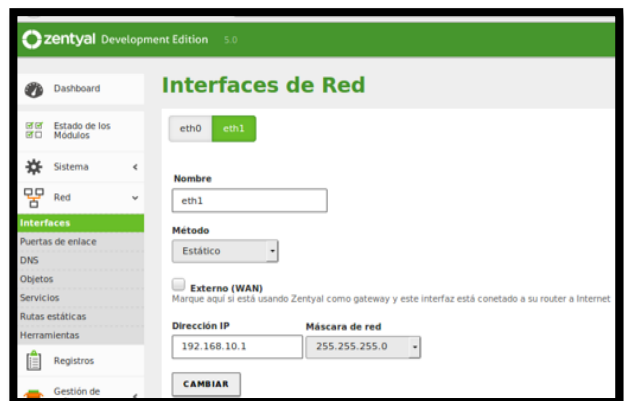 zentyal Development Edition 5.0
Dashboard
Estado de los
Módulos
Sistema
Red
Interfaces
Puertas de enlace
DNS
Objetos
Servicios
Rutas estáticas
Herramientas
Registros
Gestión de
Interfaces de Red
eth0 eth1
Nombre
eth1
Método
Estático
Externo (WAN)
Marque aquí si está usando Zentyal como gateway y este interfaz está conetado a su router a Internet
Dirección IP Máscara de red
192.168.10.1 255.255.255.0
CAMBIAR